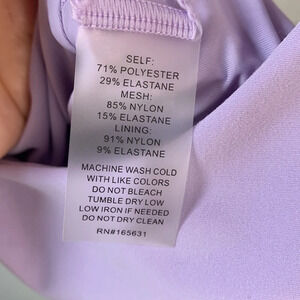 SELF:
71% POLYESTER
29% ELASTANE
MESH:
85% NYLON
15% ELASTANE
LINING:
91% NYLON
9% ELASTANE
MACHINE WASH COLD
WITH LIKE COLORS
DO NOT BLEACH
TUMBLE DRY LOW
LOW IRON IF NEEDED
DO NOT DRY CLEAN
RN#165631